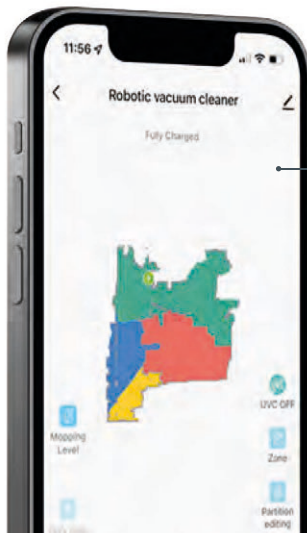 11:56
Robotic vacuum cleaner
Fully Charged
UVC OFF
Mopping
Level
Zone
Partition
editing